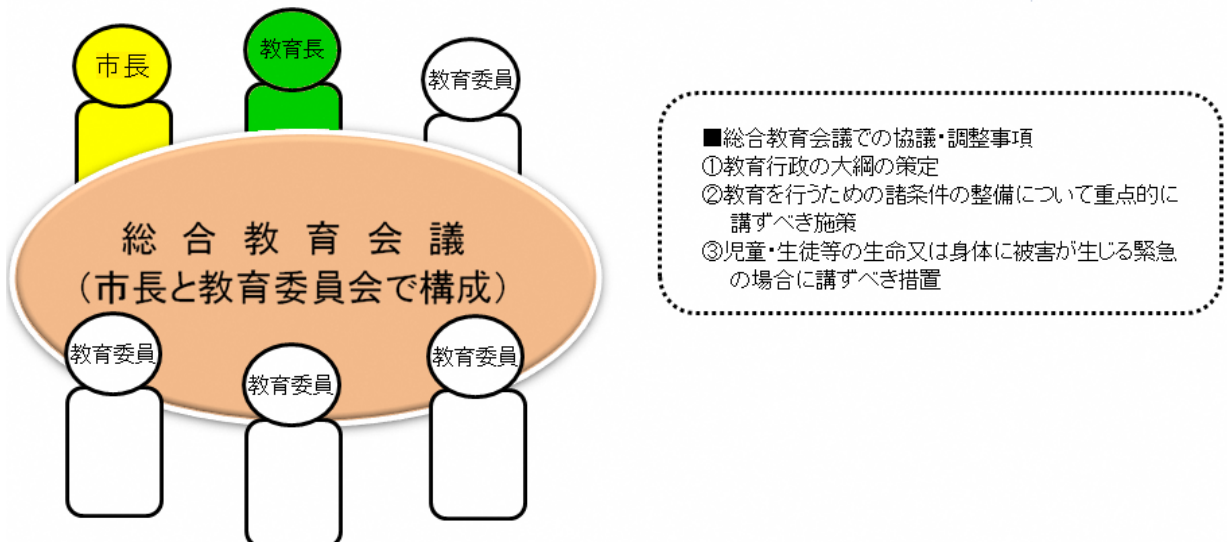 市長
教育長
教育委員
総合教育会議
（市長と教育委員会で構成）
教育委員
教育委員
教育委員
■総合教育会議での協議・調整事項
①教育行政の大綱の策定
②教育を行うための諸条件の整備について重点的に
講ずべき施策
③児童・生徒等の生命又は身体に被害が生じる緊急
の場合に講ずべき措置